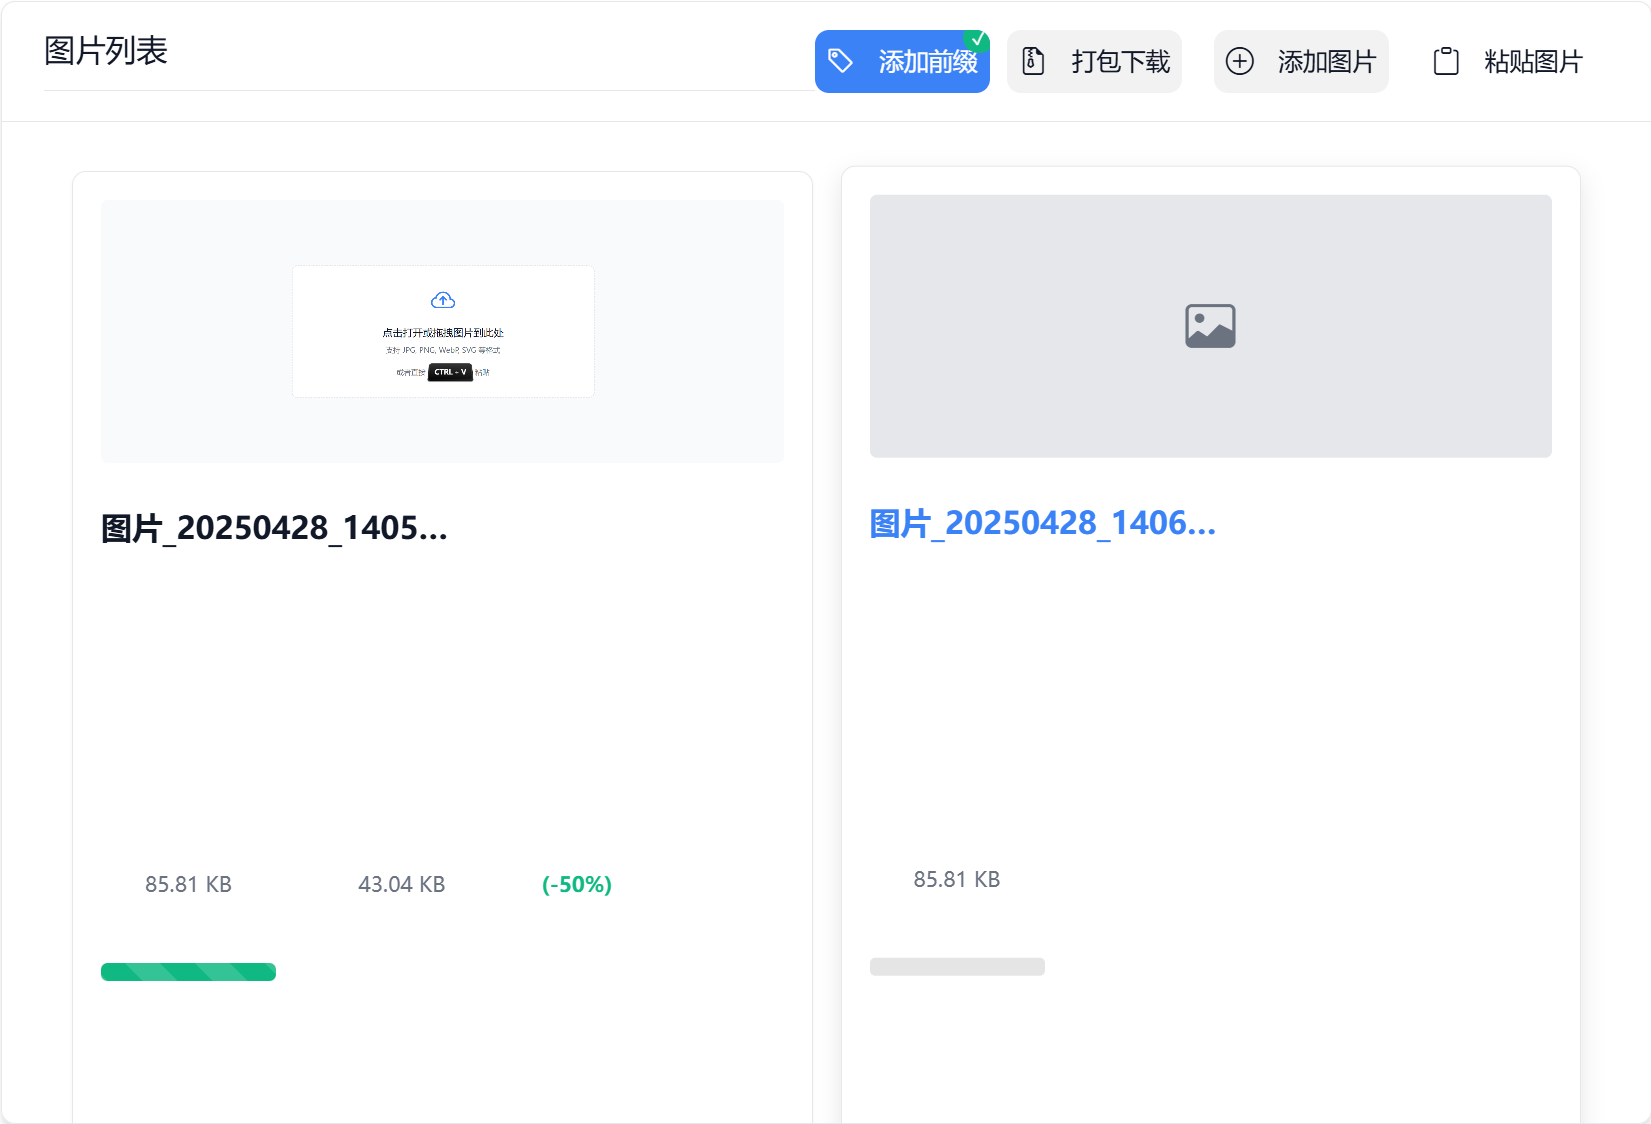 图片列表
添加前缀
打包下载
添加图片
粘贴图片
点击打开或拖拽图片到此处
支持 JPG, PNG, WebP, SVG 等格式
或者直接 CTRL + V 粘贴
图片_20250428_1405...
图片_20250428_1406...
85.81 KB 43.04 KB (-50%)
85.81 KB